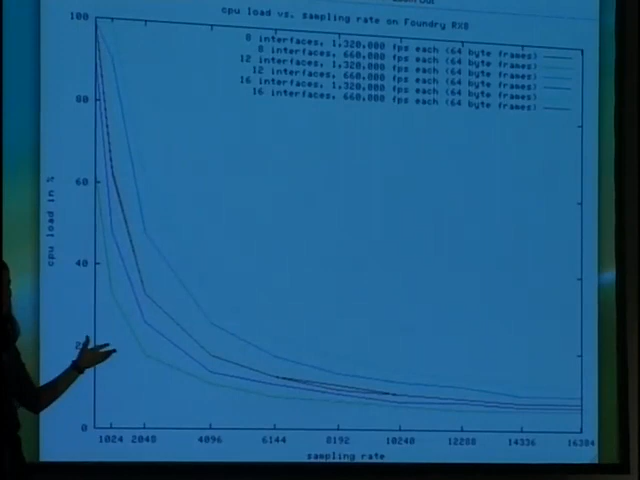 cpu load vs. sampling rate on Foundry RX8
8 interfaces, 1,320,000 fps each (64 byte frames)
8 interfaces, 660,000 fps each (64 byte frames)
12 interfaces, 1,320,000 fps each (64 byte frames)
12 interfaces, 660,000 fps each (64 byte frames)
16 interfaces, 1,320,000 fps each (64 byte frames)
16 interfaces, 660,000 fps each (64 byte frames)
100
80
60
40
0
cpu load in %
1024 2048 4096 6144 8192 10240 12288 14336 16384
sampling rate